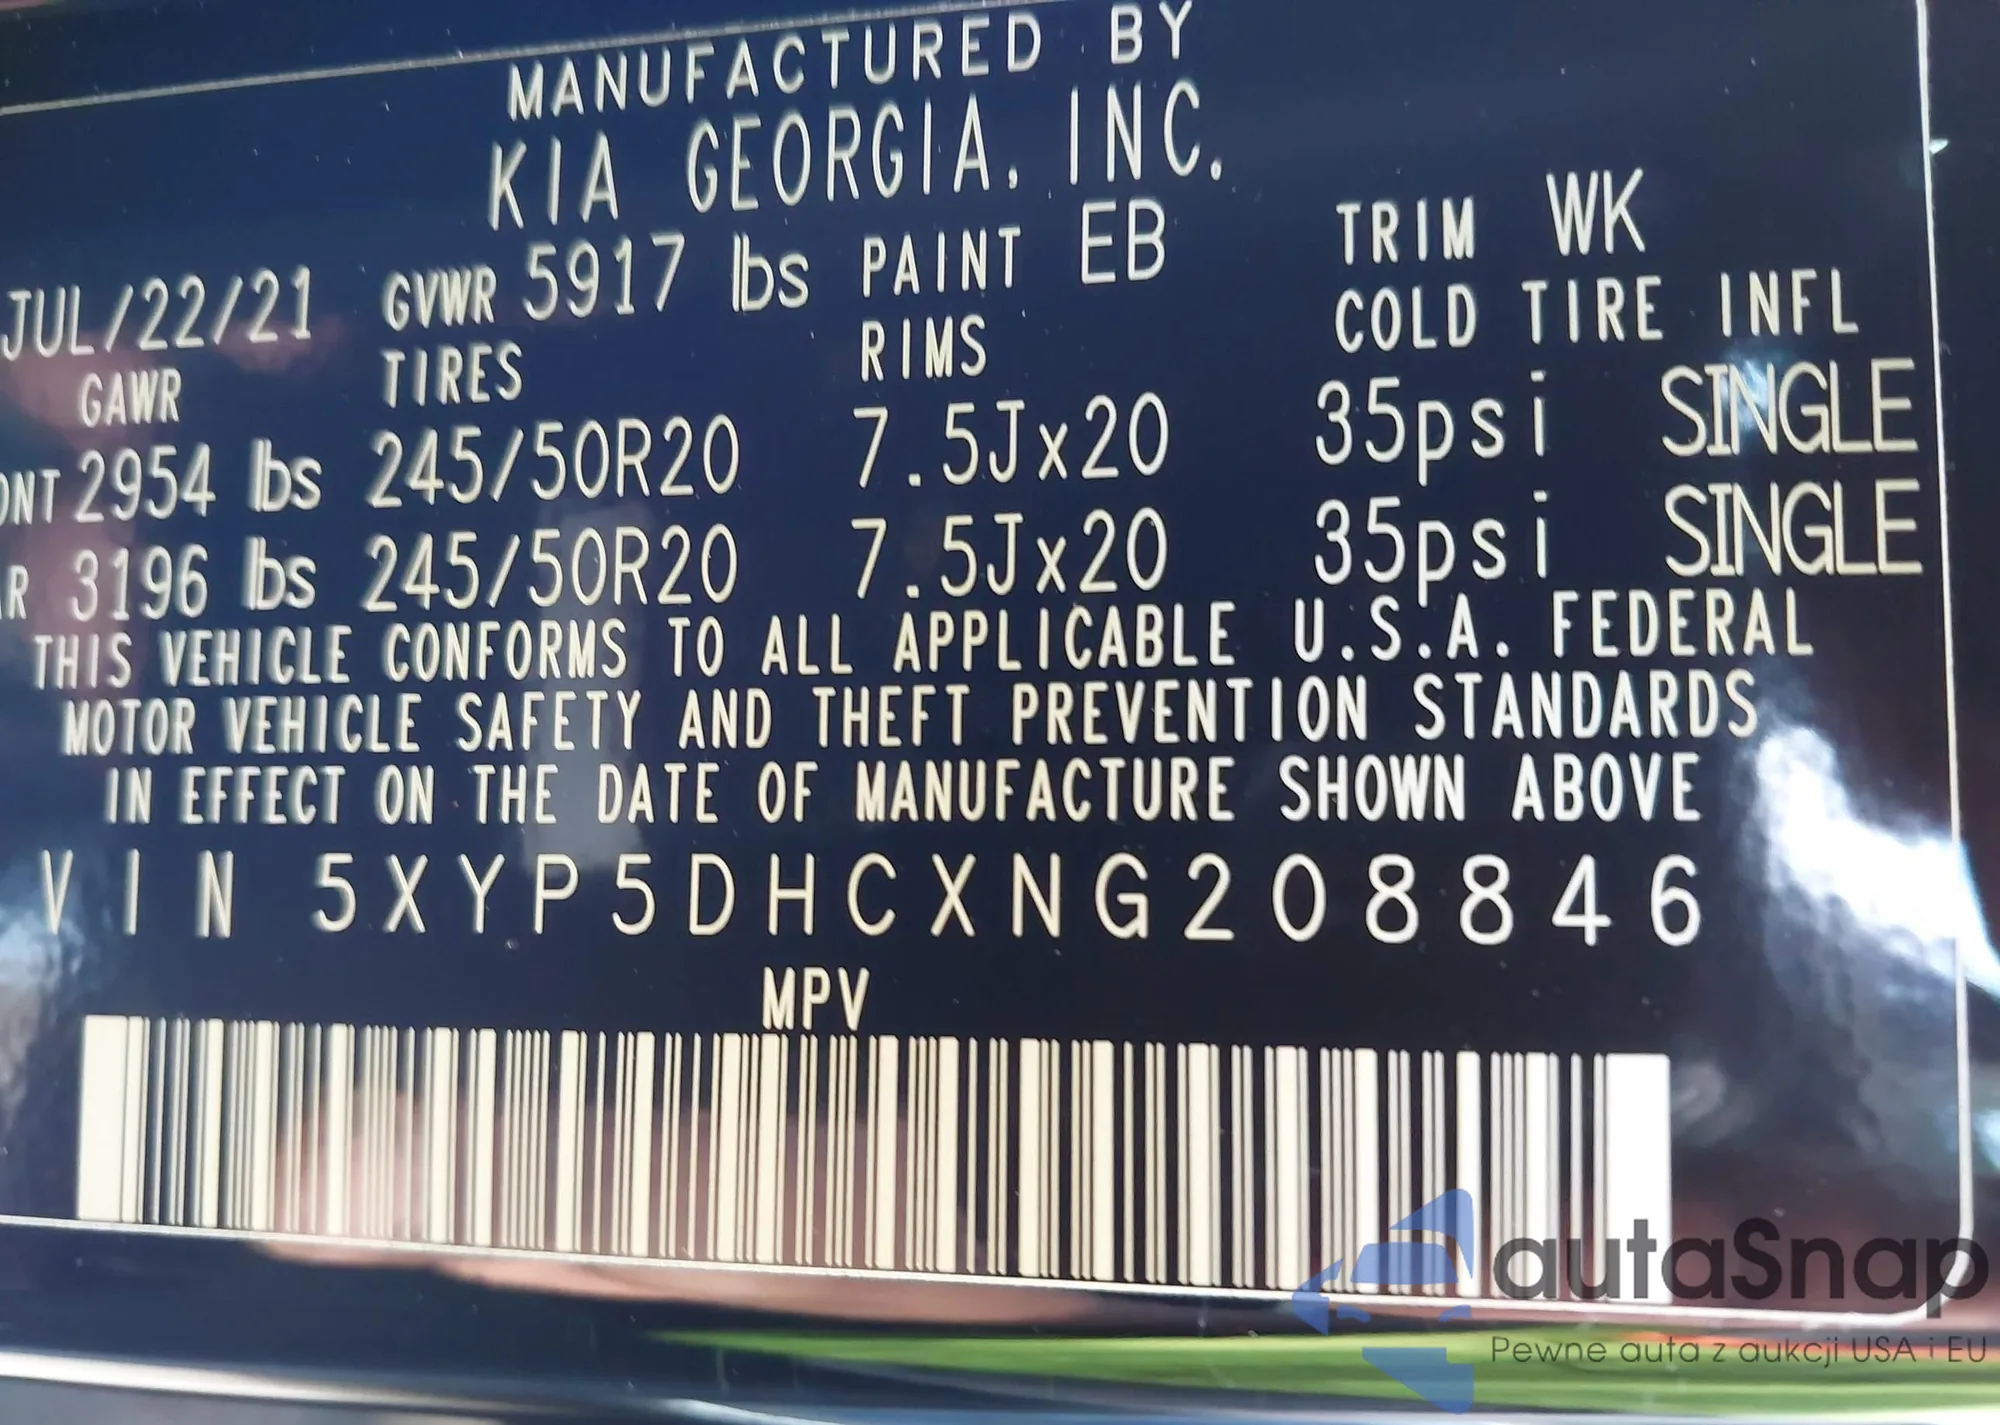 MANUFACTURED BY
KIA GEORGIA, INC.
JUL/22/21 GVWR 5917 lbs PAINT EB TRIM WK
GAWR TIRES RIMS COLD TIRE INFL
ONT 2954 lbs 245/50R20 7.5Jx20 35psi SINGLE
AR 3196 lbs 245/50R20 7.5Jx20 35psi SINGLE
THIS VEHICLE CONFORMS TO ALL APPLICABLE U.S.A. FEDERAL
MOTOR VEHICLE SAFETY AND THEFT PREVENTION STANDARDS
IN EFFECT ON THE DATE OF MANUFACTURE SHOWN ABOVE
VIN 5XYP5DHCXNG208846
MPV
autaSnap
Pewne auta z aukcji USA i EU